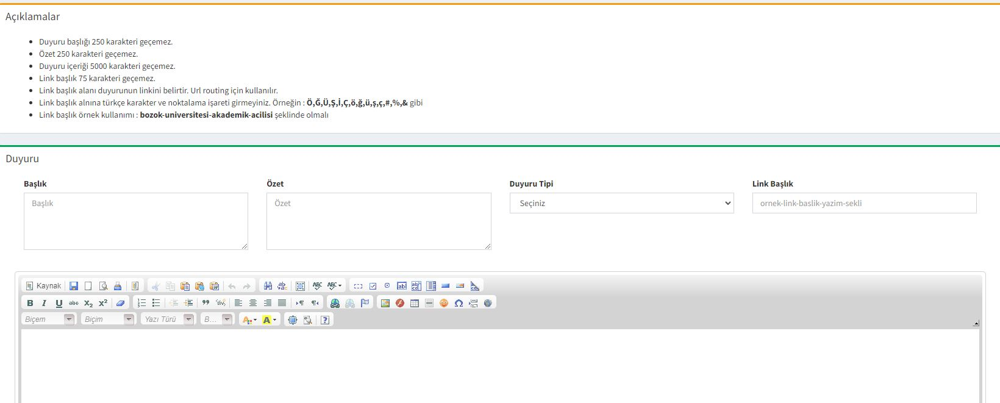 Açıklamalar
Duyuru başlığı 250 karakteri geçemez.
Özet 250 karakteri geçemez.
Duyuru içeriği 5000 karakteri geçemez.
Link başlık 75 karakteri geçemez.
Link başlık alanı duyurunun linkini belirtir. Url routing için kullanılır.
Link başlık alnına türkçe karakter ve noktalama işareti girmeyiniz. Örneğin : Ö,Ğ,Ü,Ş,İ,Ç,ö,ğ,ü,ş,ç,#,%,& gibi
Link başlık örnek kullanımı : bozok-universitesi-akademik-acilisi şeklinde olmalı
Duyuru
Başlık Özet Duyuru Tipi Link Başlık
Başlık Özet Seçiniz ornek-link-baslik-yazim-sekli
Kaynak
Biçem Biçim Yazı Türü B...